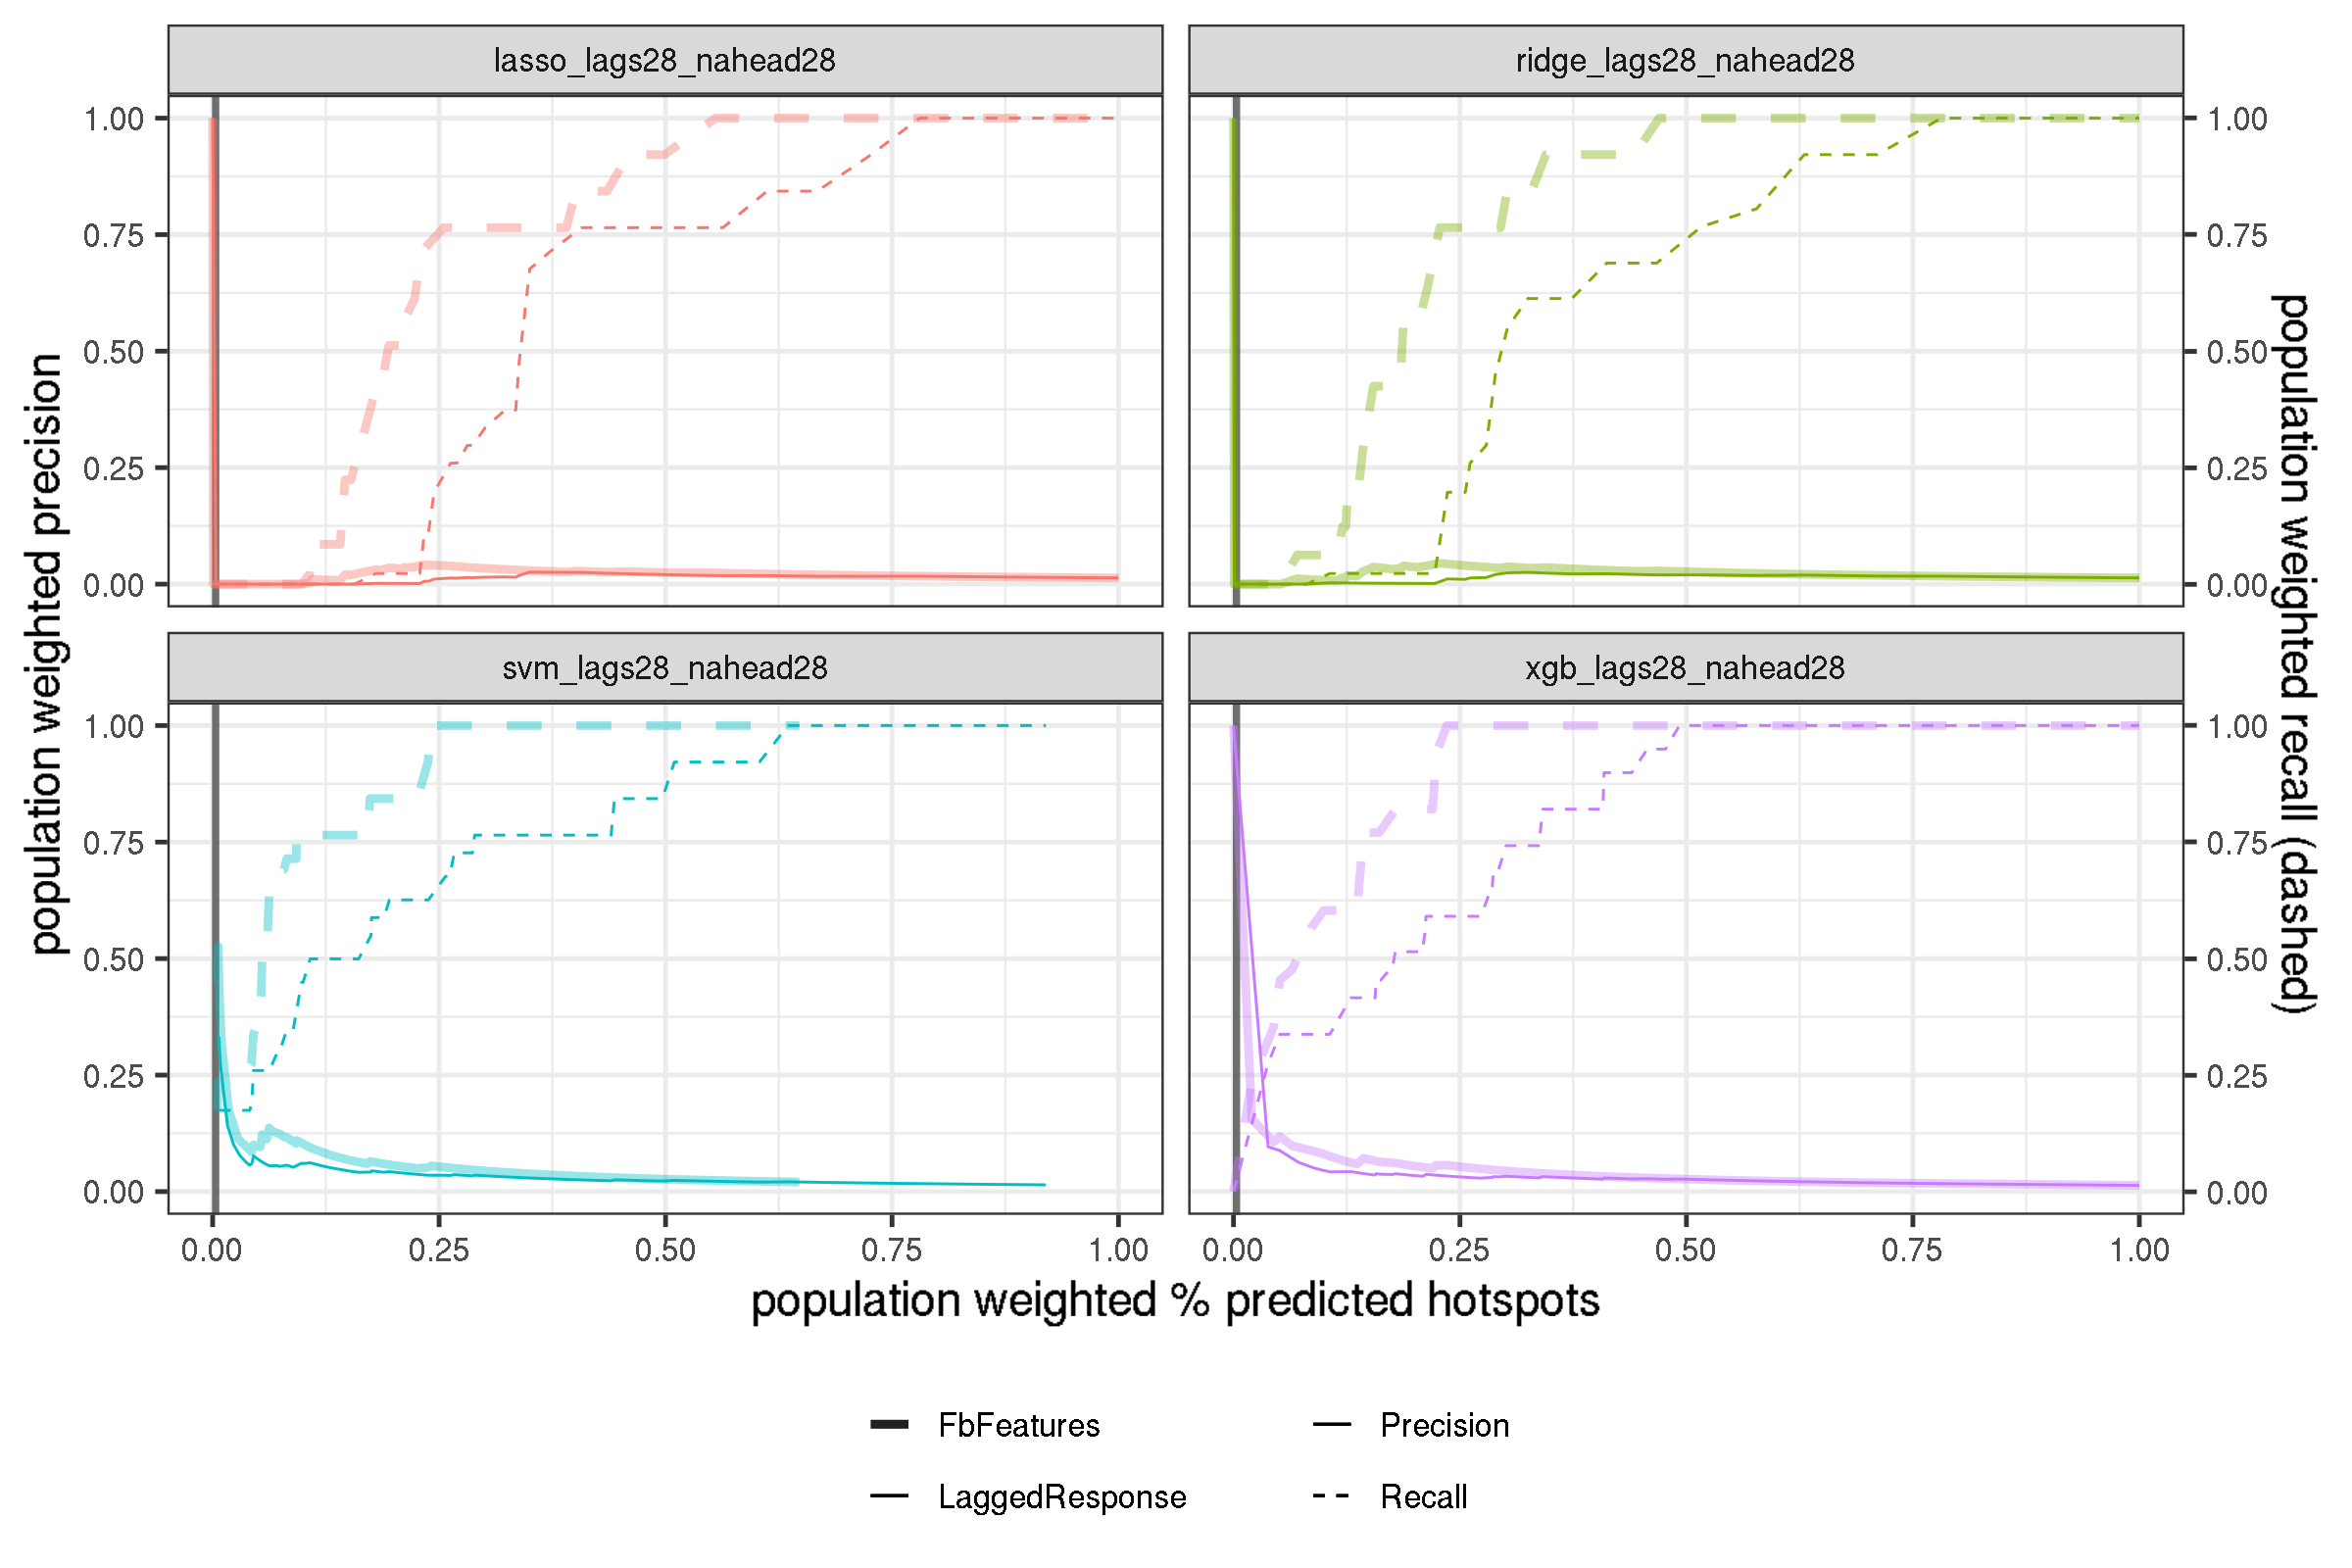 lasso_lags28_nahead28
ridge_lags28_nahead28
1.00
0.75
0.50
0.25
0.00
1.00
0.75
0.50
0.25
0.00
svm_lags28_nahead28
xgb_lags28_nahead28
1.00
0.75
0.50
0.25
0.00
1.00
0.75
0.50
0.25
0.00
0.00 0.25 0.50 0.75 1.00
0.00 0.25 0.50 0.75 1.00
population weighted precision
population weighted recall (dashed)
population weighted % predicted hotspots
FbFeatures
Precision
LaggedResponse
Recall